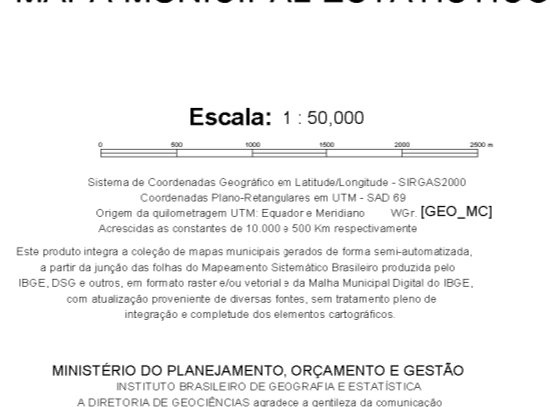 MAPA MUNICIPAL ESTATÍSTICO
Escala: 1 : 50,000
0 500 1000 1500 2000 2500 m
Sistema de Coordenadas Geográfico em Latitude/Longitude - SIRGAS2000
Coordenadas Plano-Retangulares em UTM - SAD 69
Origem da quilometragem UTM: Equador e Meridiano WGr. [GEO_MC]
Acrescidas as constantes de 10.000 e 500 Km respectivamente
Este produto integra a coleção de mapas municipais gerados de forma semi-automatizada,
a partir da junção das folhas do Mapeamento Sistemático Brasileiro produzida pelo
IBGE, DSG e outros, em formato raster e/ou vetorial e da Malha Municipal Digital do IBGE,
com atualização proveniente de diversas fontes, sem tratamento pleno de
integração e completude dos elementos cartográficos.
MINISTÉRIO DO PLANEJAMENTO, ORÇAMENTO E GESTÃO
INSTITUTO BRASILEIRO DE GEOGRAFIA E ESTATÍSTICA
A DIRETORIA DE GEOCIÊNCIAS agradece a gentileza da comunicação